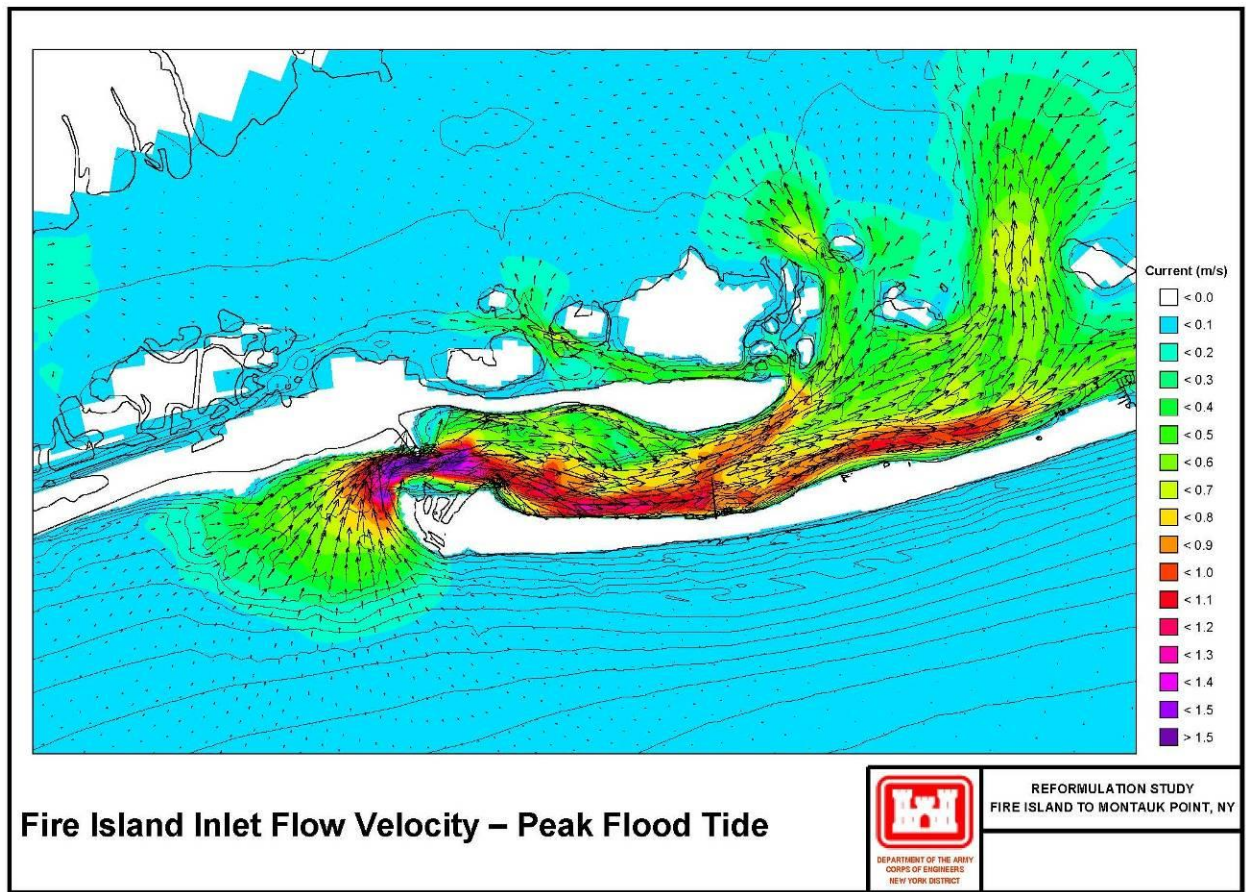 Current (m/s)
< 0.0
< 0.1
< 0.2
< 0.3
< 0.4
< 0.5
< 0.6
< 0.7
< 0.8
< 0.9
< 1.0
< 1.1
< 1.2
< 1.3
< 1.4
< 1.5
> 1.5
Fire Island Inlet Flow Velocity – Peak Flood Tide
DEPARTMENT OF THE ARMY
CORPS OF ENGINEERS
NEW YORK DISTRICT
REFORMULATION STUDY
FIRE ISLAND TO MONTAUK POINT, NY